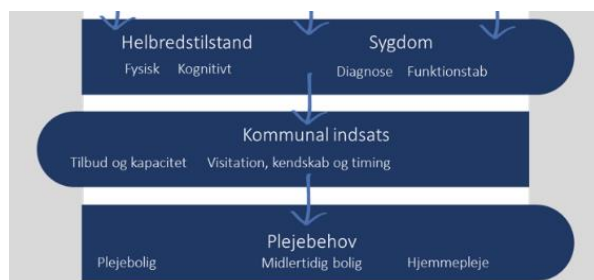 Helbredstilstand Sygdom
Fysisk Kognitivt Diagnose Funktionstab
Kommunal indsats
Tilbud og kapacitet Visitation, kendskab og timing
Plejebehov
Plejebolig Midlertidig bolig Hjemmepleje